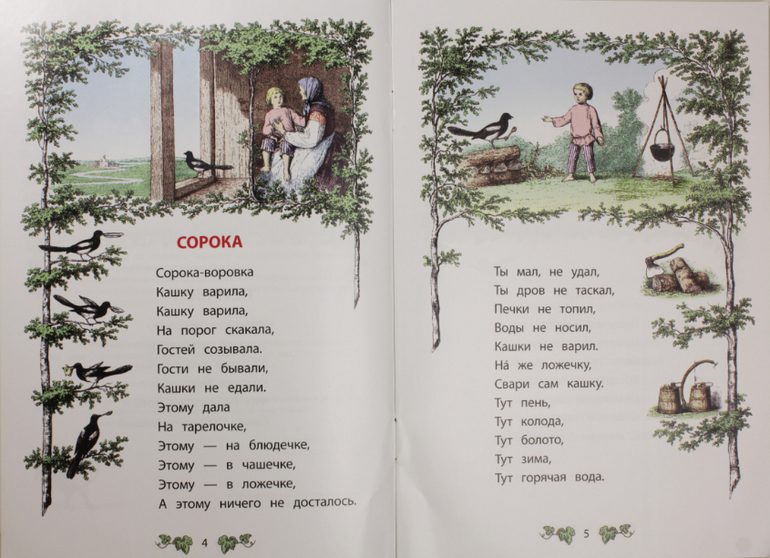 СОРОКА
Сорока-воровка
Кашку варила,
Кашку варила,
На порог скакала,
Гостей созывала.
Гости не бывали,
Кашки не едали.
Этому дала
На тарелочке,
Этому — на блюдечке,
Этому — в чашечке,
Этому — в ложечке,
А этому ничего не досталось.
4
Ты мал, не удал,
Ты дров не таскал,
Печки не топил,
Воды не носил,
Кашки не варил.
На́ же ложечку,
Свари сам кашку.
Тут пень,
Тут колода,
Тут болото,
Тут зима,
Тут горячая вода.
5